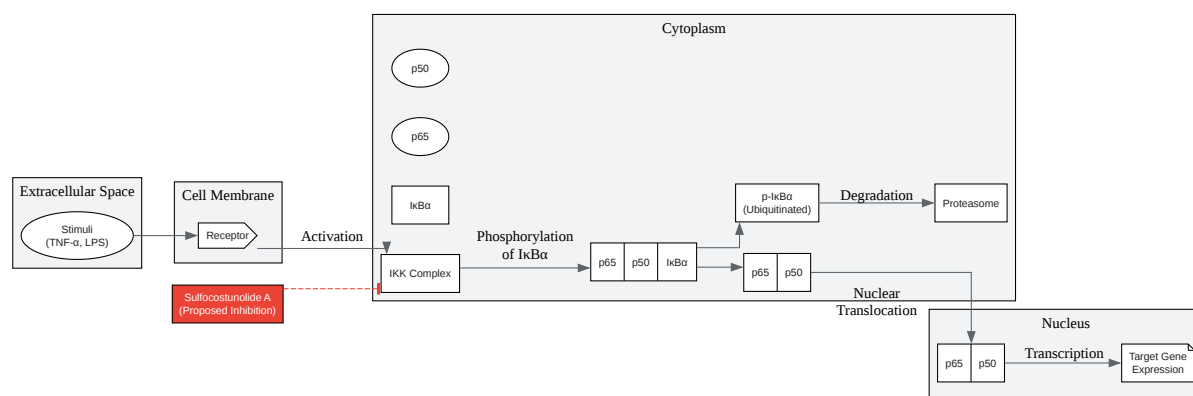 Cytoplasm
p50
p65
Extracellular Space
Stimuli
(TNF-α, LPS)
Cell Membrane
Receptor
Activation
IκBα
IKK Complex
Sulfocostunolide A
(Proposed Inhibition)
Phosphorylation
of IκBα
p65
p50
IκBα
p-IκBα
(Ubiquitinated)
Degradation
Proteasome
p65
p50
Nuclear
Translocation
Nucleus
p65
p50
Transcription
Target Gene
Expression